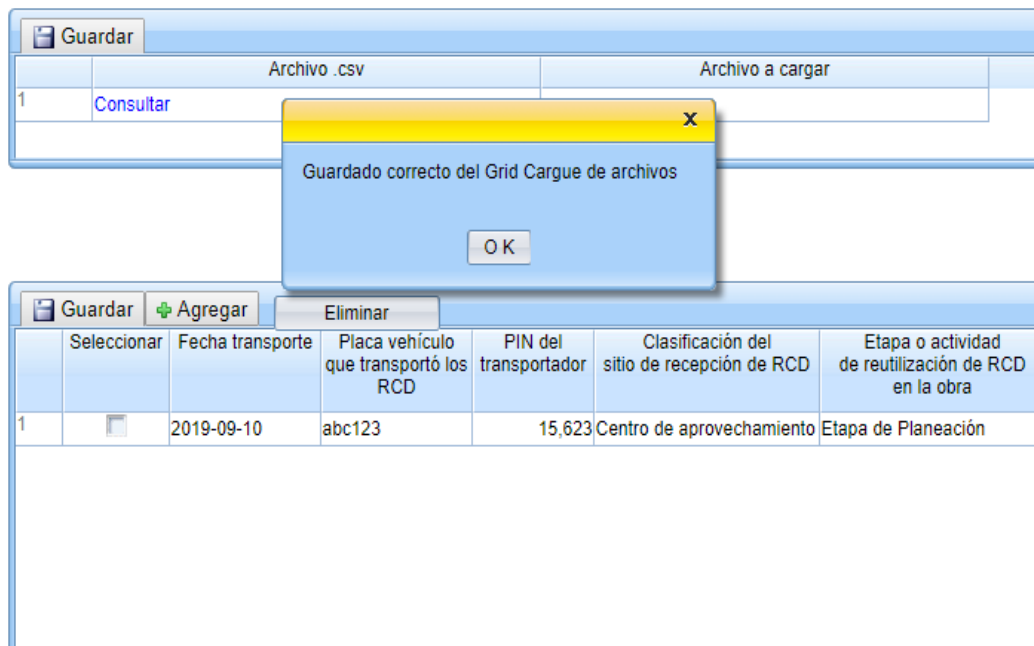 Guardar
Archivo .csv Archivo a cargar
1 Consultar
x
Guardado correcto del Grid Cargue de archivos
O K
Guardar Agregar Eliminar
Seleccionar Fecha transporte Placa vehículo PIN del Clasificación del Etapa o actividad
que transportó los transportador sitio de recepción de RCD de reutilización de RCD
RCD en la obra
1 2019-09-10 abc123 15,623 Centro de aprovechamiento Etapa de Planeación